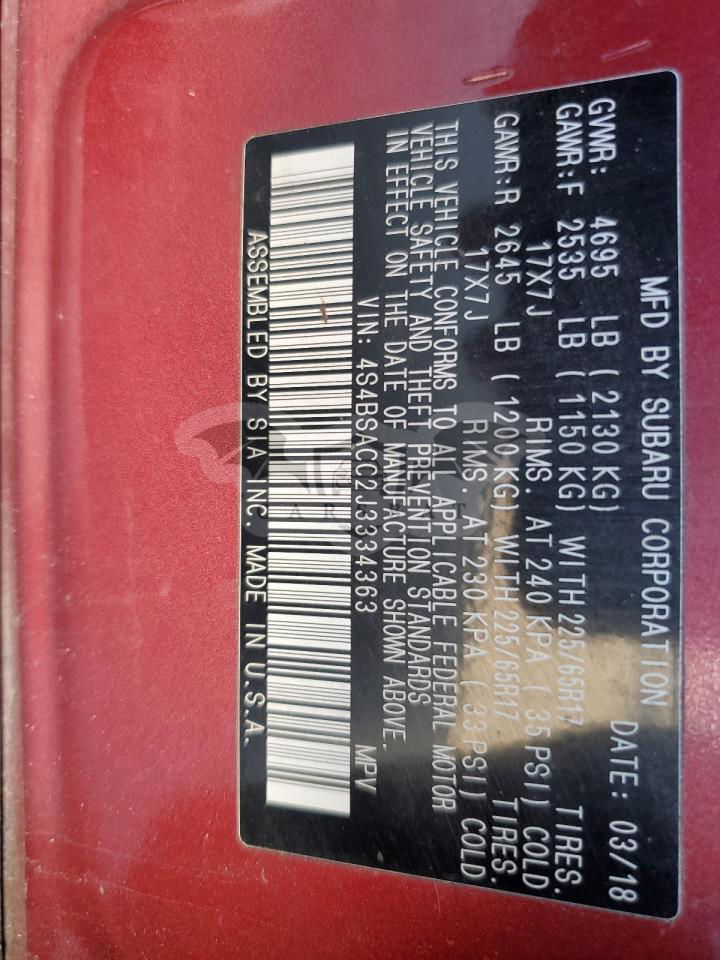 MFD BY SUBARU CORPORATION DATE: 03/18
GVWR: 4695 LB ( 2130 KG)
GAWR:F 2535 LB ( 1150 KG) WITH 225/65R17 TIRES.
17X7J RIMS. AT 240 KPA ( 35 PSI) COLD
GAWR:R 2645 LB ( 1200 KG) WITH 225/65R17 TIRES.
17X7J RIMS. AT 230 KPA ( 33 PSI) COLD
THIS VEHICLE CONFORMS TO ALL APPLICABLE FEDERAL MOTOR
VEHICLE SAFETY AND THEFT PREVENTION STANDARDS
IN EFFECT ON THE DATE OF MANUFACTURE SHOWN ABOVE.
VIN: 4S4BSACC2J3334363 MPV
ASSEMBLED BY SIA INC. MADE IN U.S.A.